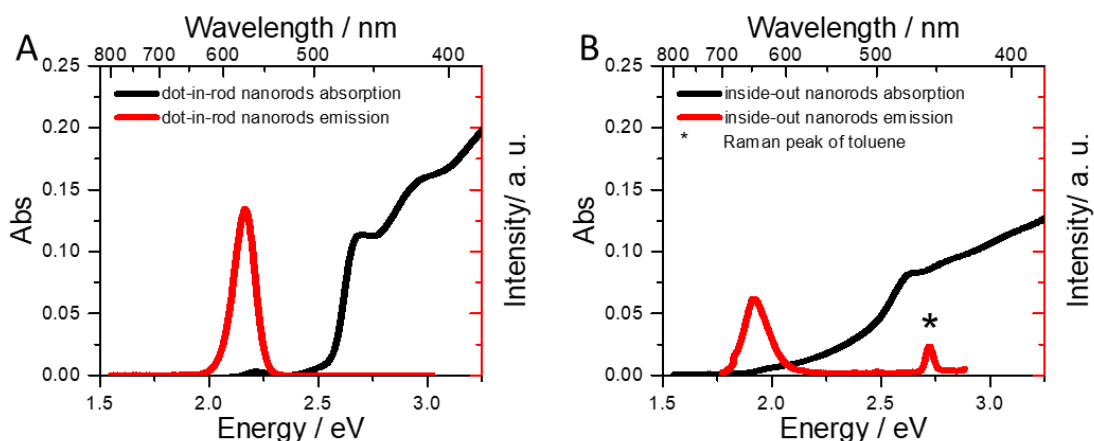 A
Wavelength / nm
800 700 600 500 400
0.25
0.20
0.15
0.10
0.05
0.00
Abs
dot-in-rod nanorods absorption
dot-in-rod nanorods emission
Intensity/ a. u.
1.5 2.0 2.5 3.0
Energy / eV
B
Wavelength / nm
800 700 600 500 400
0.25
0.20
0.15
0.10
0.05
0.00
Abs
inside-out nanorods absorption
inside-out nanorods emission
* Raman peak of toluene
*
Intensity/ a. u.
1.5 2.0 2.5 3.0
Energy / eV